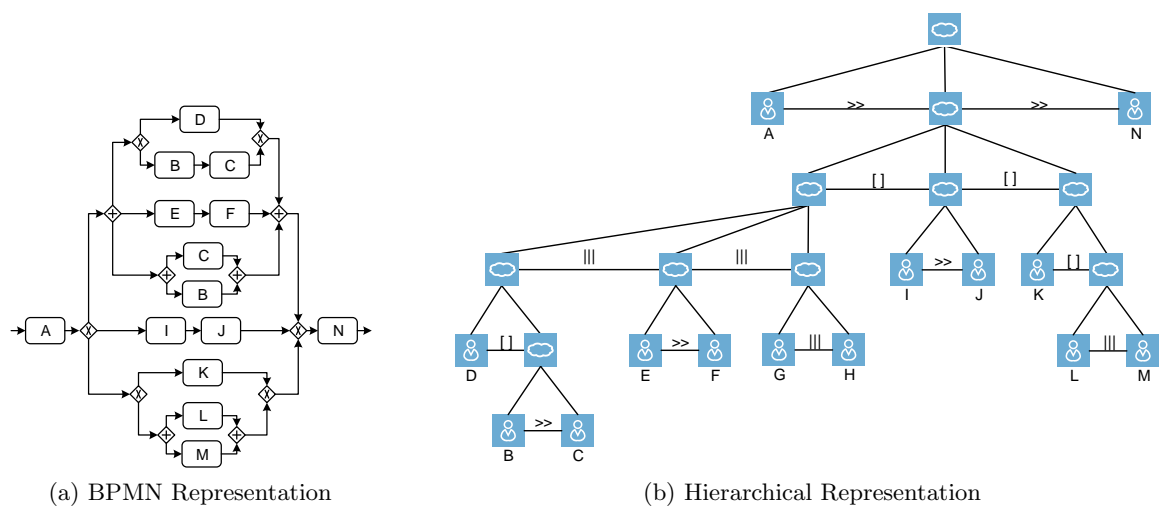 D
B
C
E
F
C
B
A
I
J
N
K
L
M
(a) BPMN Representation
A
>>
>>
N
[ ]
[ ]
|||
|||
I
>>
J
K
[ ]
D
[ ]
E
>>
F
G
|||
H
L
|||
M
B
>>
C
(b) Hierarchical Representation